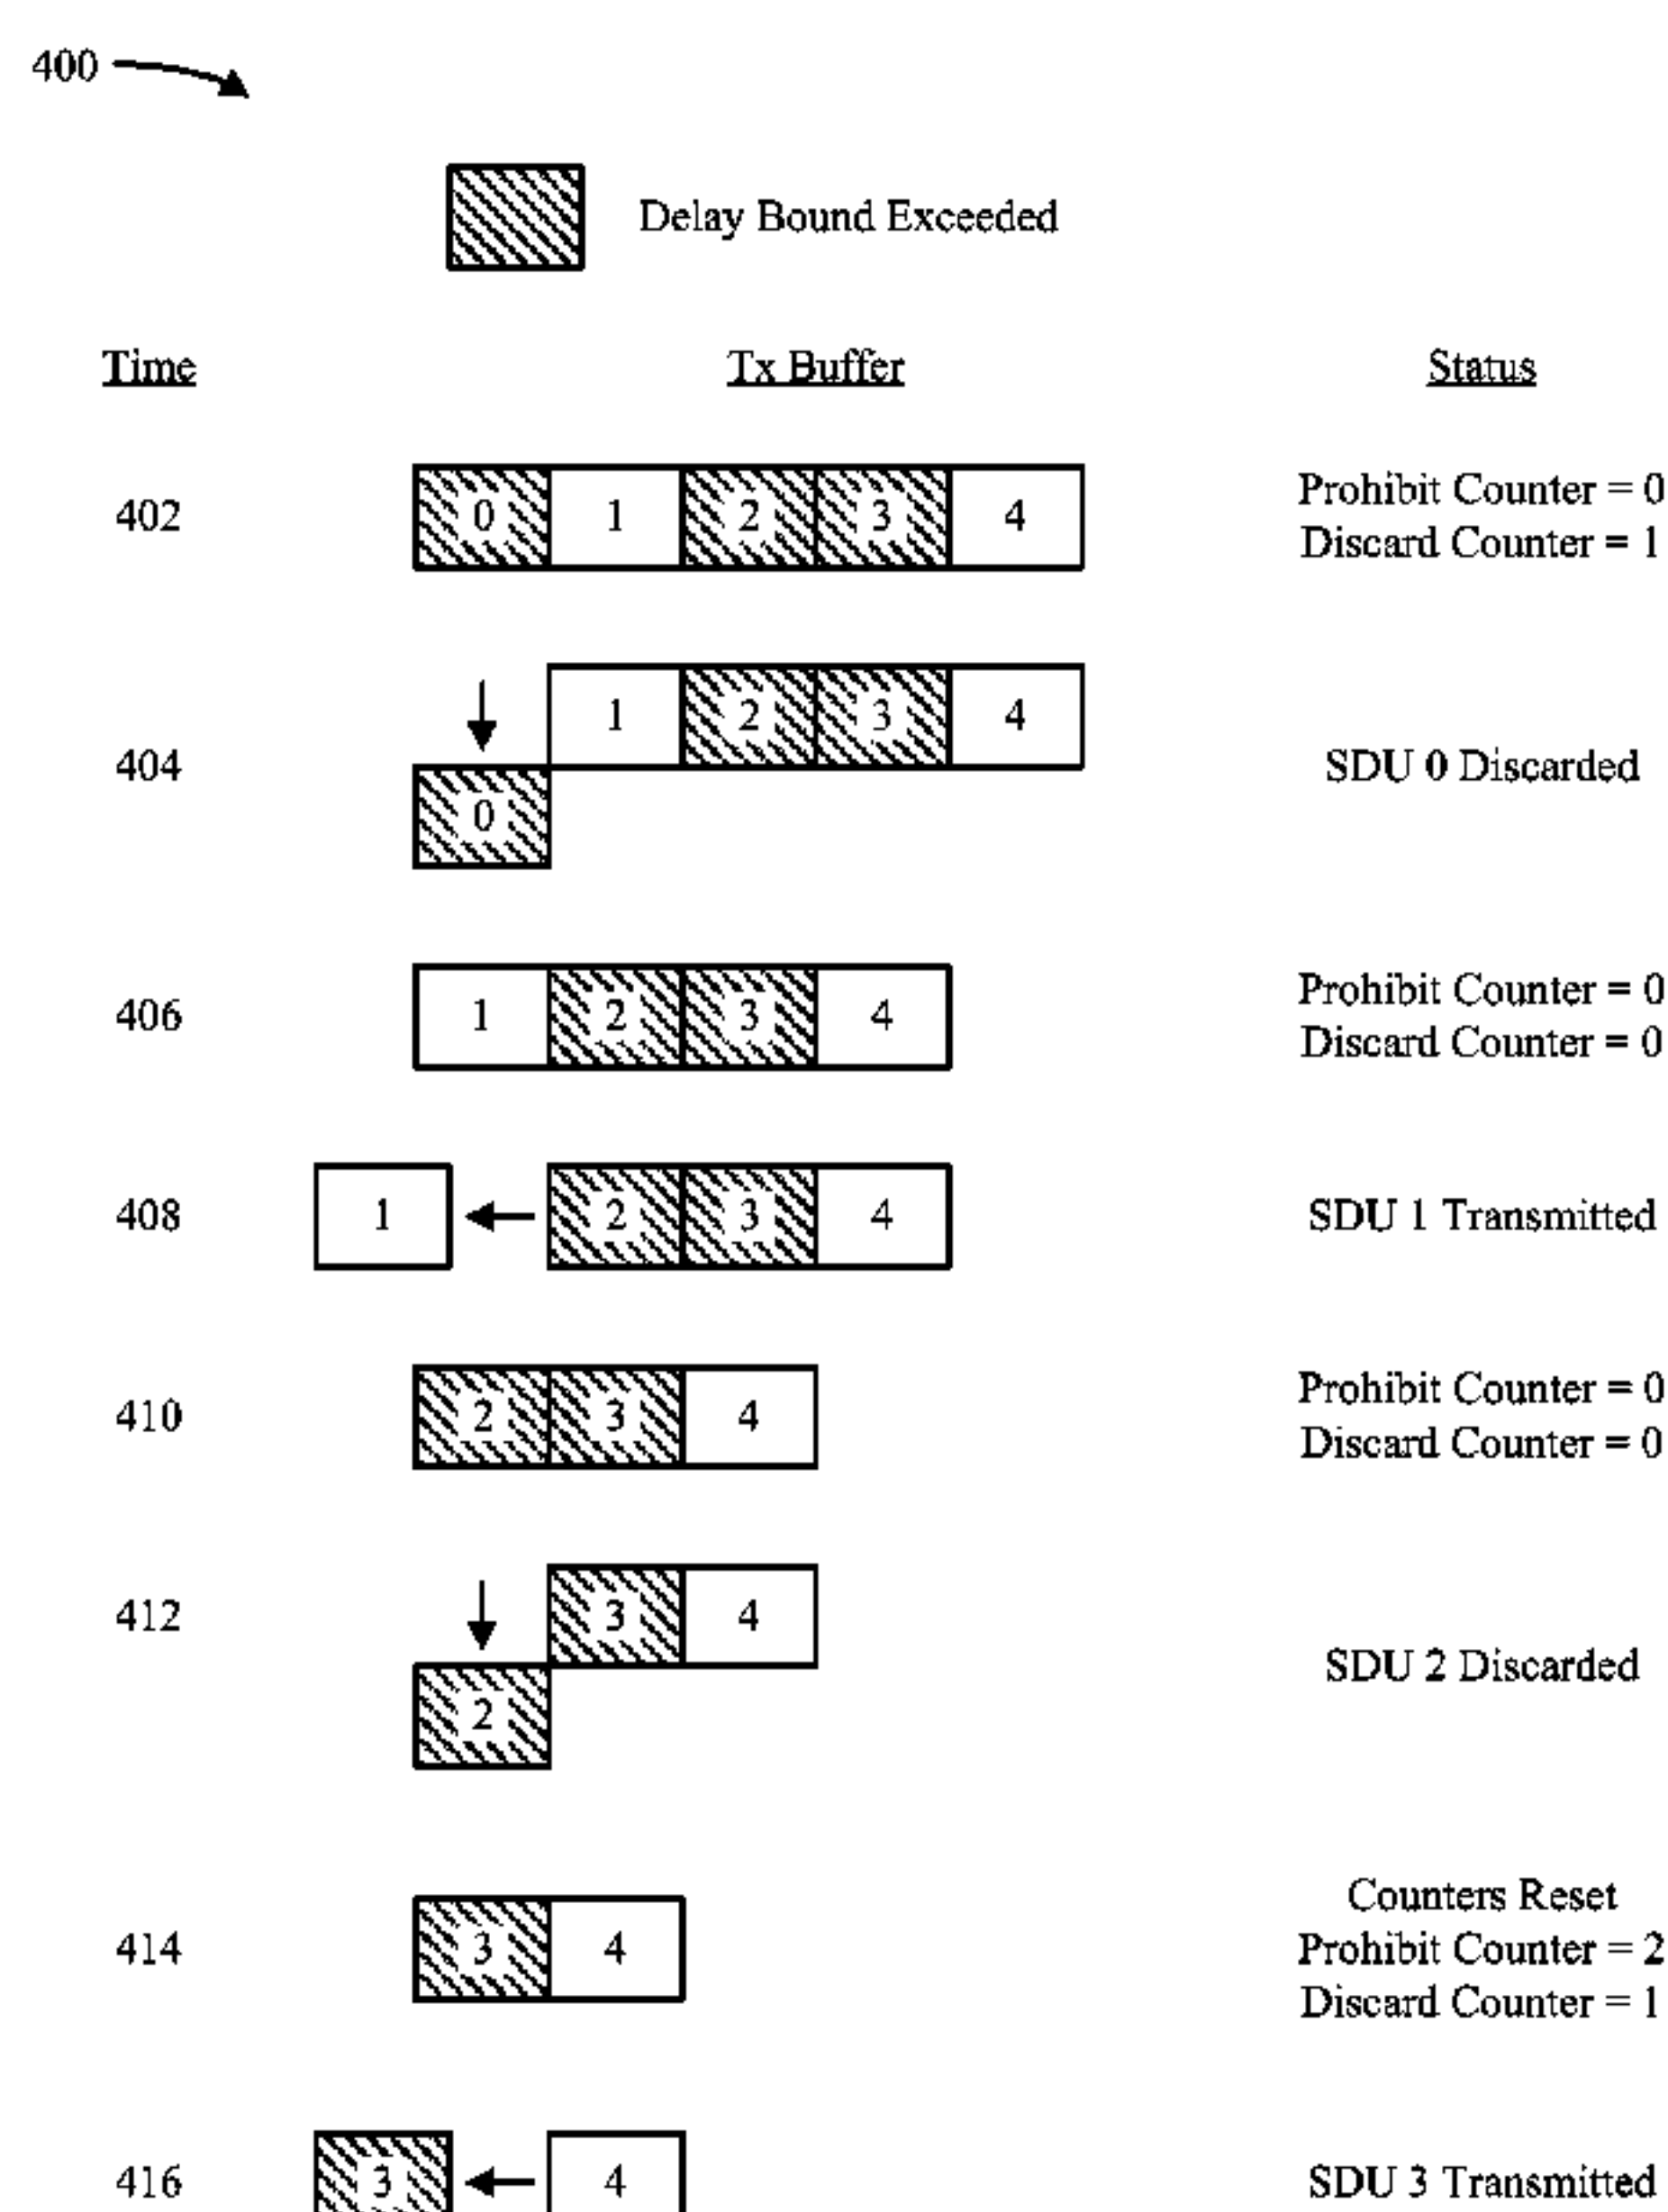 400
Delay Bound Exceeded
Time Tx Buffer Status
402 0 1 2 3 4 Prohibit Counter = 0
Discard Counter = 1
404 1 2 3 4 SDU 0 Discarded
0
406 1 2 3 4 Prohibit Counter = 0
Discard Counter = 0
408 1 2 3 4 SDU 1 Transmitted
410 2 3 4 Prohibit Counter = 0
Discard Counter = 0
412 3 4 SDU 2 Discarded
2
414 3 4 Counters Reset
Prohibit Counter = 2
Discard Counter = 1
416 3 4 SDU 3 Transmitted